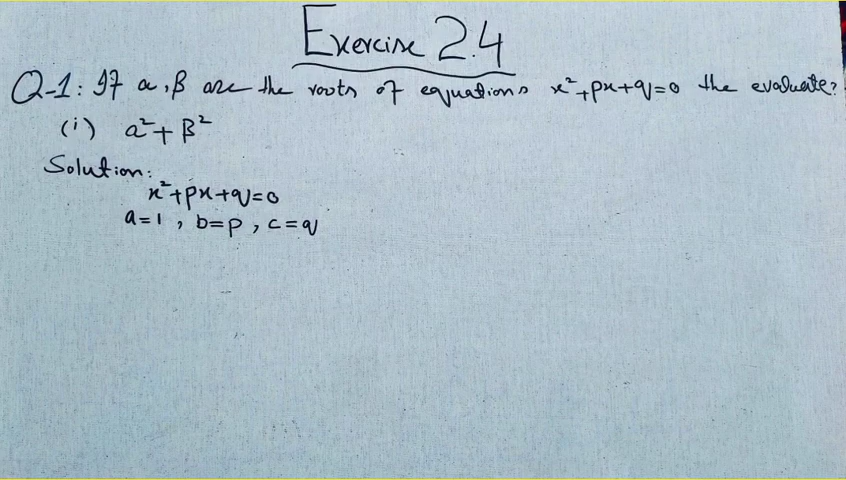 Exercise 2.4
Q-1: If α, β are the roots of equations x²+px+q=0 the evaluate?
(i) α²+β²
Solution:
x²+px+q=0
a=1, b=p, c=q